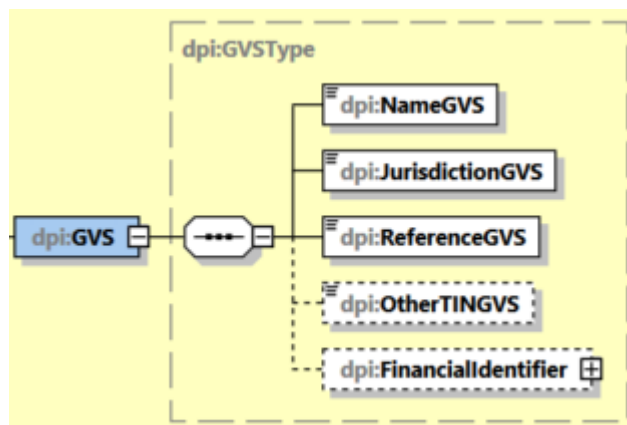 dpi:GVSType
dpi:NameGVS
dpi:JurisdictionGVS
dpi:ReferenceGVS
dpi:GVS
dpi:OtherTINGVS
dpi:FinancialIdentifier